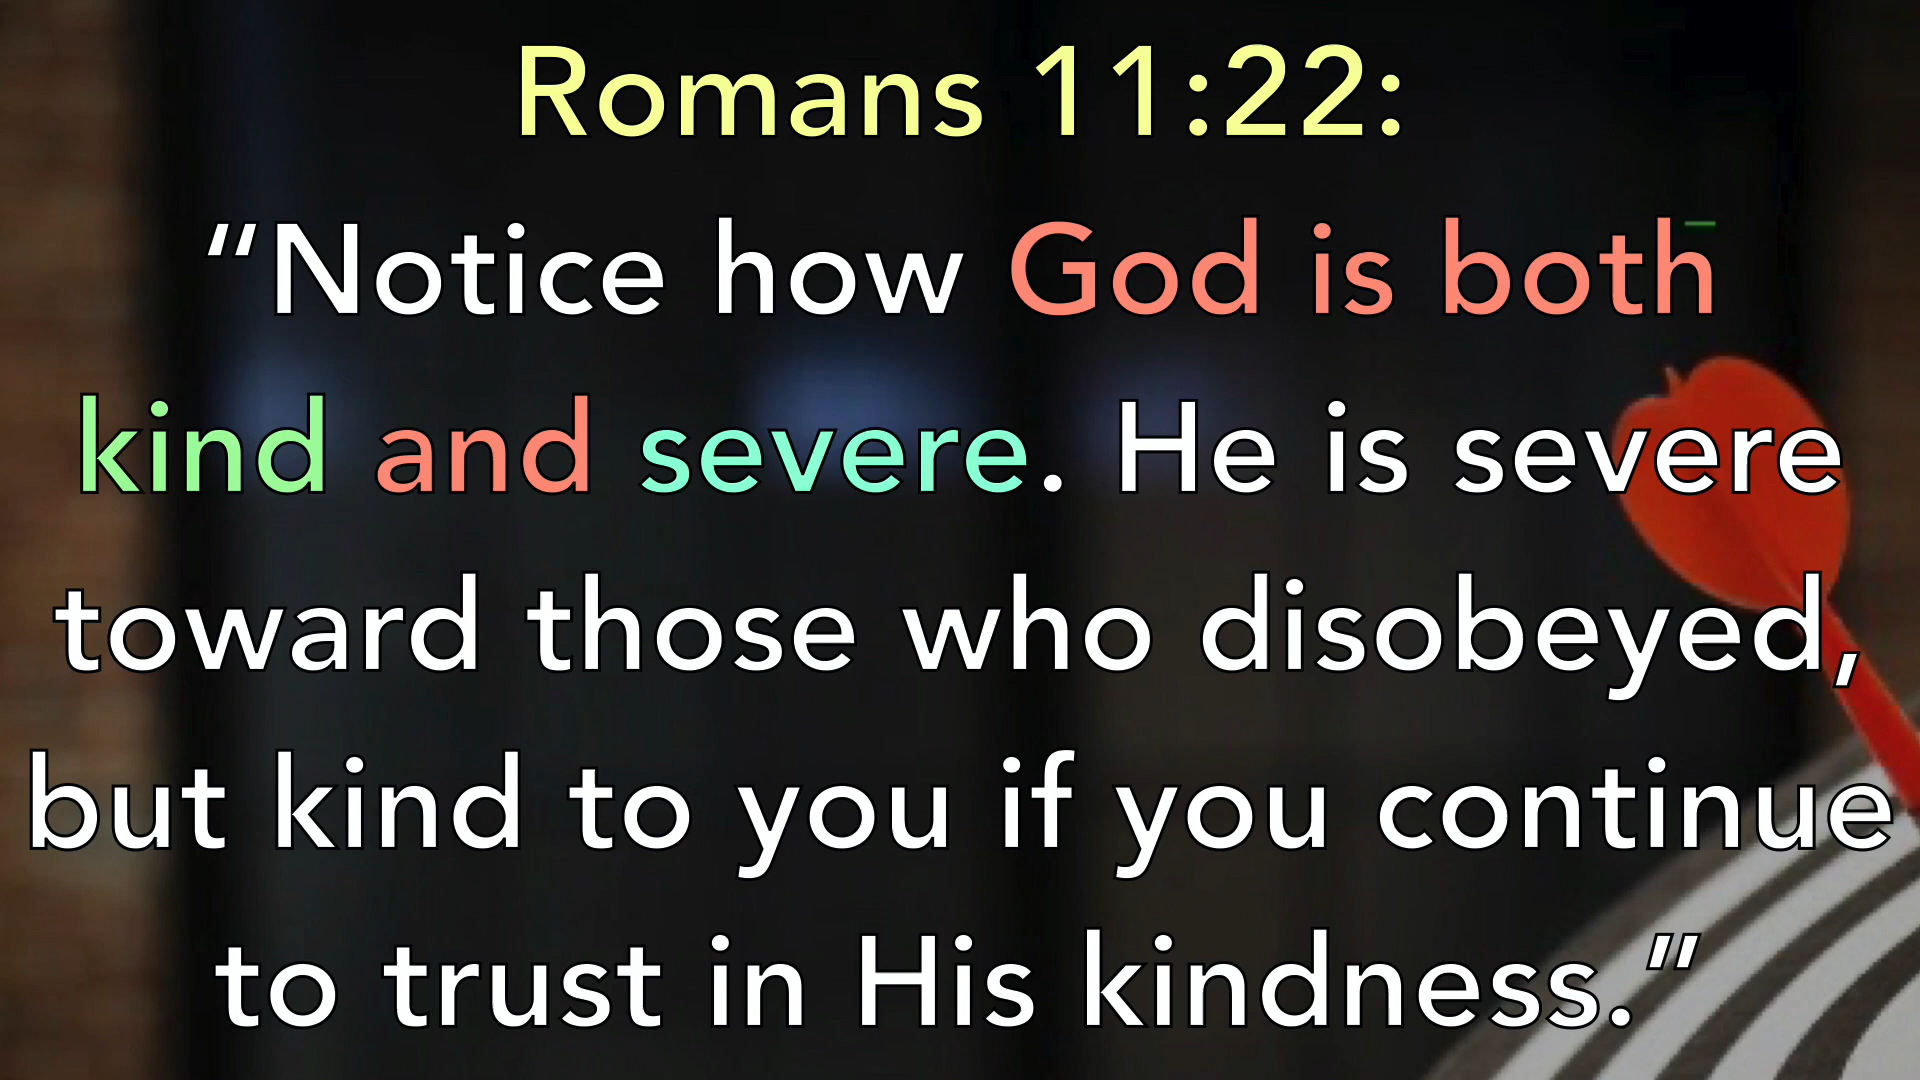 Romans 11:22:
“Notice how God is both
kind and severe. He is severe
toward those who disobeyed,
but kind to you if you continue
to trust in His kindness.”